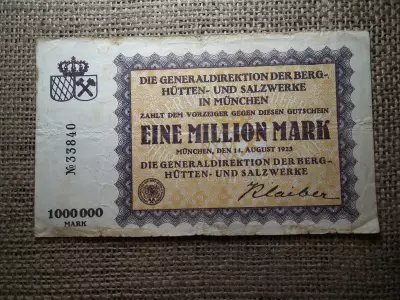 DIE GENERALDIREKTION DER BERG-,
HÜTTEN- UND SALZWERKE
IN MÜNCHEN
ZAHLT DEM VORZEIGER GEGEN DIESEN GUTSCHEIN
EINE MILLION MARK
MÜNCHEN, DEN 14. AUGUST 1923
DIE GENERALDIREKTION DER BERG-,
HÜTTEN- UND SALZWERKE
Klaiber
№ 33840
1000000
MARK